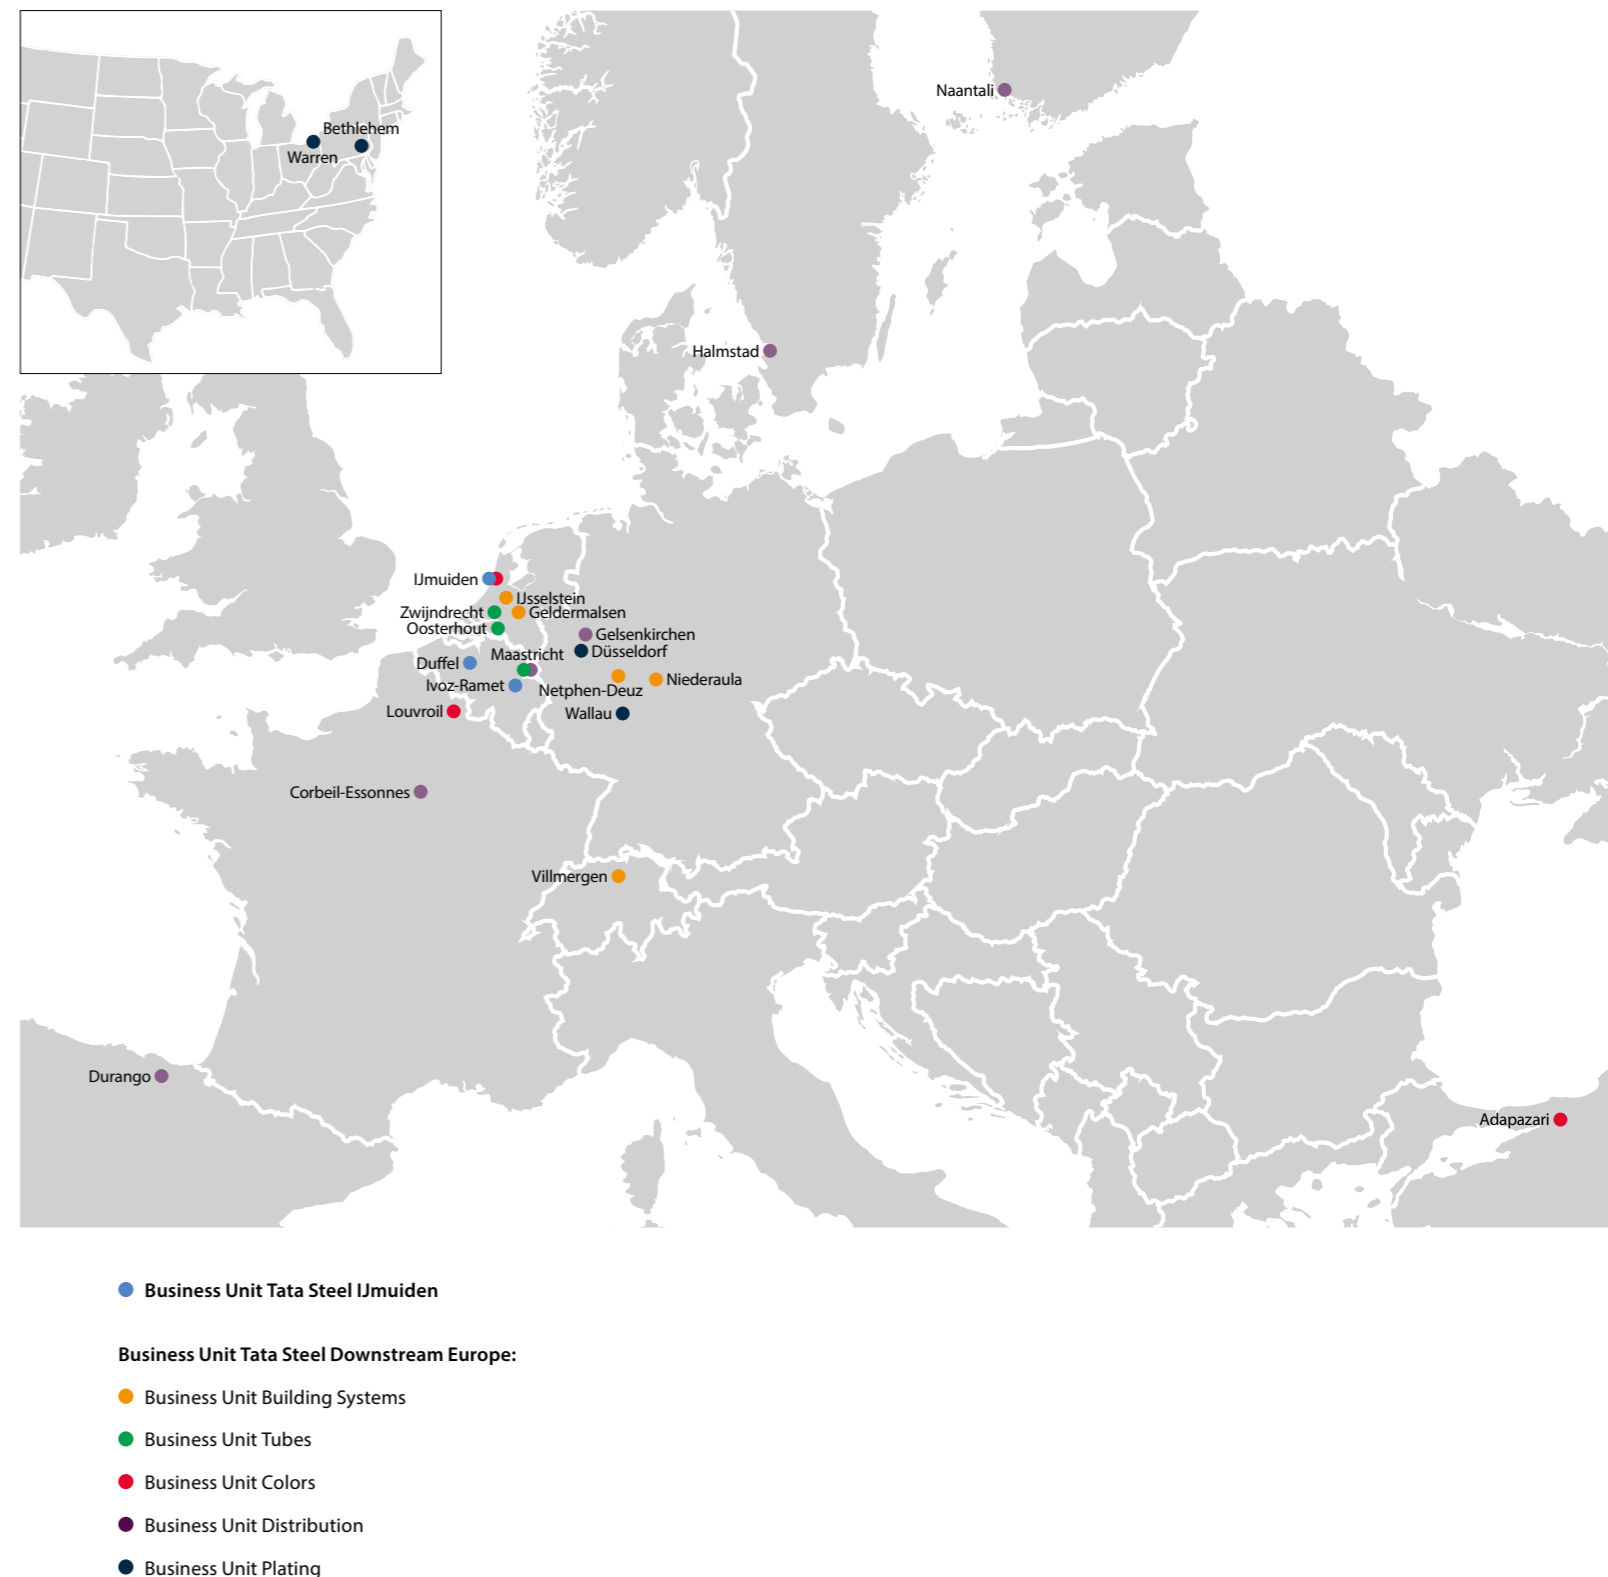 Bethlehem
Warren
Naantali
Halmstad
IJmuiden
IJsselstein
Zwijndrecht
Geldermalsen
Oosterhout
Gelsenkirchen
Düsseldorf
Maastricht
Duffel
Ivoz-Ramet
Netphen-Deuz
Niederaula
Louvroil
Wallau
Corbeil-Essonnes
Villmergen
Durango
Adapazari
Business Unit Tata Steel IJmuiden
Business Unit Tata Steel Downstream Europe:
Business Unit Building Systems
Business Unit Tubes
Business Unit Colors
Business Unit Distribution
Business Unit Plating